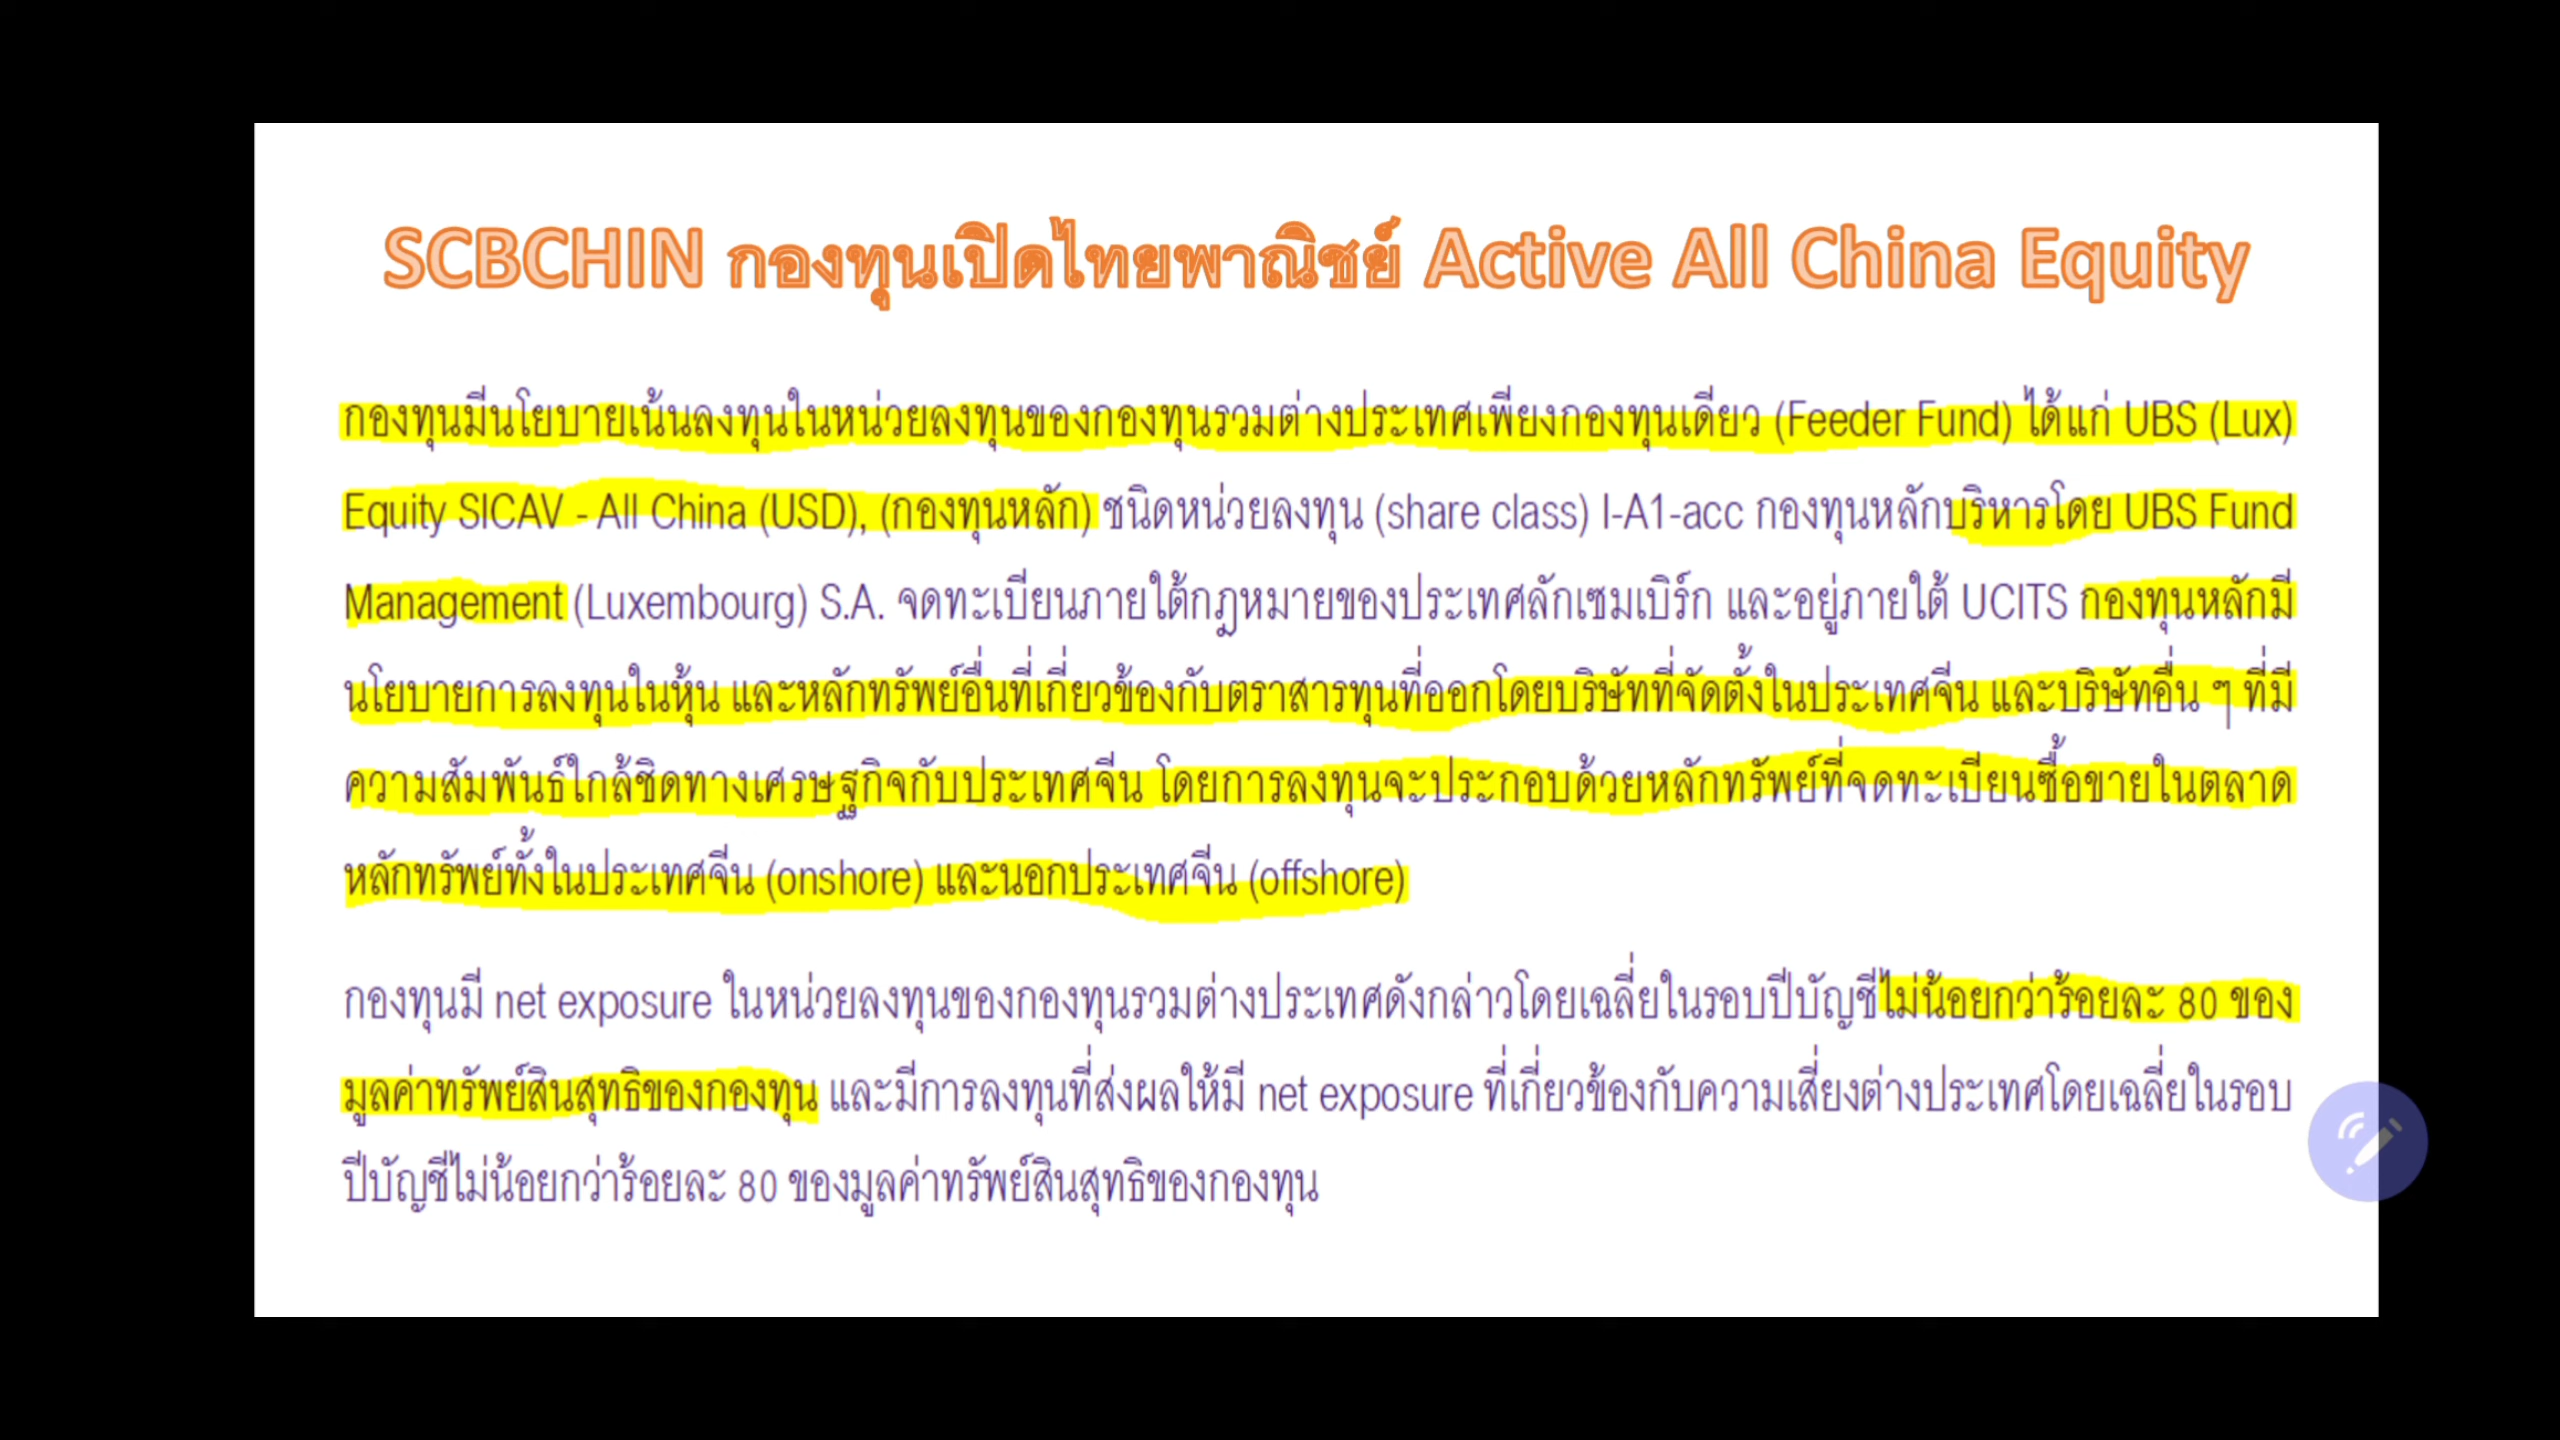 SCBCHIN กองทุนเปิดไทยพาณิชย์ Active All China Equity
กองทุนมีนโยบายเน้นลงทุนในหน่วยลงทุนของกองทุนรวมต่างประเทศเพียงกองทุนเดียว (Feeder Fund) ได้แก่ UBS (Lux)
Equity SICAV - All China (USD), (กองทุนหลัก) ชนิดหน่วยลงทุน (share class) I-A1-acc กองทุนหลักบริหารโดย UBS Fund
Management (Luxembourg) S.A. จดทะเบียนภายใต้กฎหมายของประเทศลักเซมเบิร์ก และอยู่ภายใต้ UCITS กองทุนหลักมี
นโยบายการลงทุนในหุ้น และหลักทรัพย์อื่นที่เกี่ยวข้องกับตราสารทุนที่ออกโดยบริษัทที่จัดตั้งในประเทศจีน และบริษัทอื่น ๆ ที่มี
ความสัมพันธ์ใกล้ชิดทางเศรษฐกิจกับประเทศจีน โดยการลงทุนจะประกอบด้วยหลักทรัพย์ที่จดทะเบียนซื้อขายในตลาด
หลักทรัพย์ทั้งในประเทศจีน (onshore) และนอกประเทศจีน (offshore)
กองทุนมี net exposure ในหน่วยลงทุนของกองทุนรวมต่างประเทศดังกล่าวโดยเฉลี่ยในรอบปีบัญชีไม่น้อยกว่าร้อยละ 80 ของ
มูลค่าทรัพย์สินสุทธิของกองทุน และมีการลงทุนที่ส่งผลให้มี net exposure ที่เกี่ยวข้องกับความเสี่ยงต่างประเทศโดยเฉลี่ยในรอบ
ปีบัญชีไม่น้อยกว่าร้อยละ 80 ของมูลค่าทรัพย์สินสุทธิของกองทุน